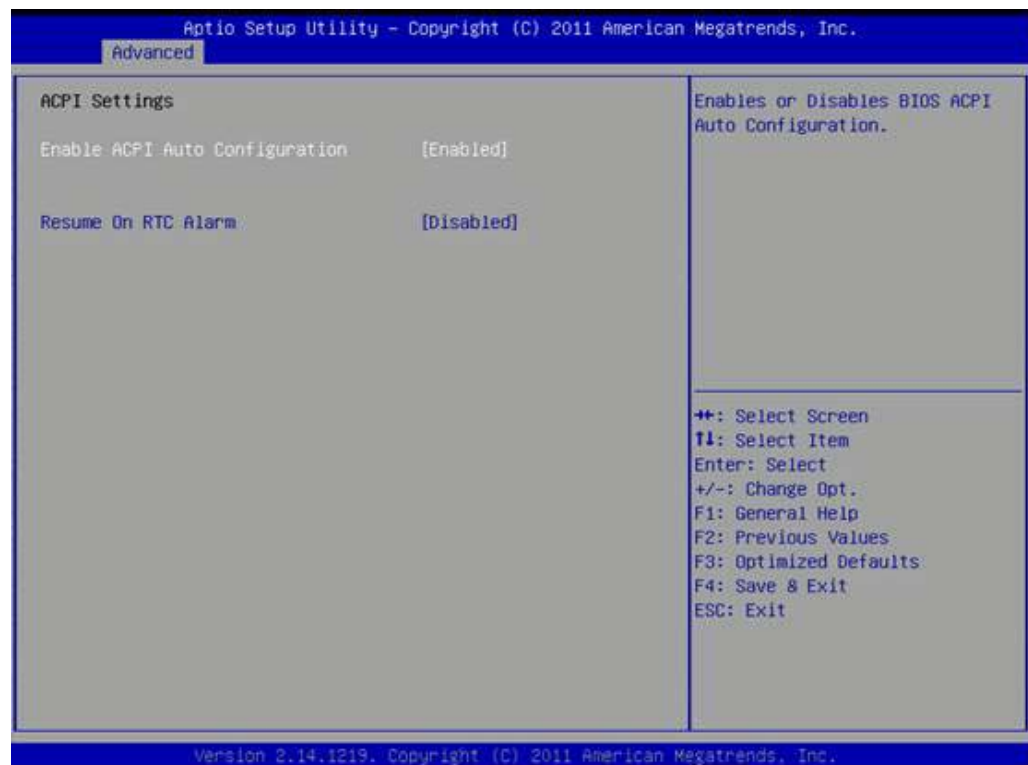 Aptio Setup Utility - Copyright (C) 2011 American Megatrends, Inc.
Advanced
ACPI Settings
Enable ACPI Auto Configuration [Enabled]
Resume On RTC Alarm [Disabled]
Enables or Disables BIOS ACPI
Auto Configuration.
→←: Select Screen
↑↓: Select Item
Enter: Select
+/-: Change Opt.
F1: General Help
F2: Previous Values
F3: Optimized Defaults
F4: Save & Exit
ESC: Exit
Version 2.14.1219. Copyright (C) 2011 American Megatrends, Inc.